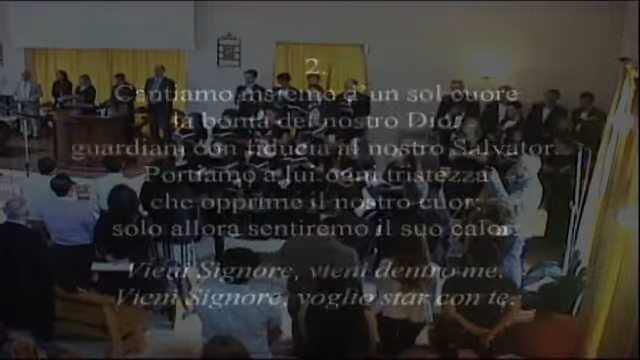 2.
Cantiamo insieme d'un sol cuore
la bontà del nostro Dio,
guardiam con fiducia al nostro Salvator.
Portiamo a lui ogni tristezza
che opprime il nostro cuor;
solo allora sentiremo il suo calor.
Vieni Signore, vieni dentro me,
Vieni Signore, voglio star con te.